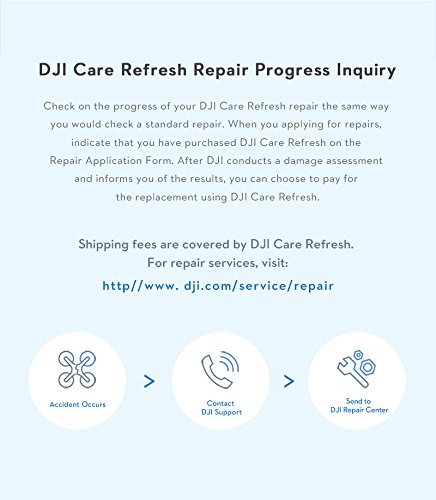 DJI Care Refresh Repair Progress Inquiry
Check on the progress of your DJI Care Refresh repair the same way
you would check a standard repair. When you applying for repairs,
indicate that you have purchased DJI Care Refresh on the
Repair Application Form. After DJI conducts a damage assessment
and informs you of the results, you can choose to pay for
the replacement using DJI Care Refresh.
Shipping fees are covered by DJI Care Refresh.
For repair services, visit:
http//www. dji.com/service/repair
Accident Occurs
>
Contact
DJI Support
>
Send to
DJI Repair Center